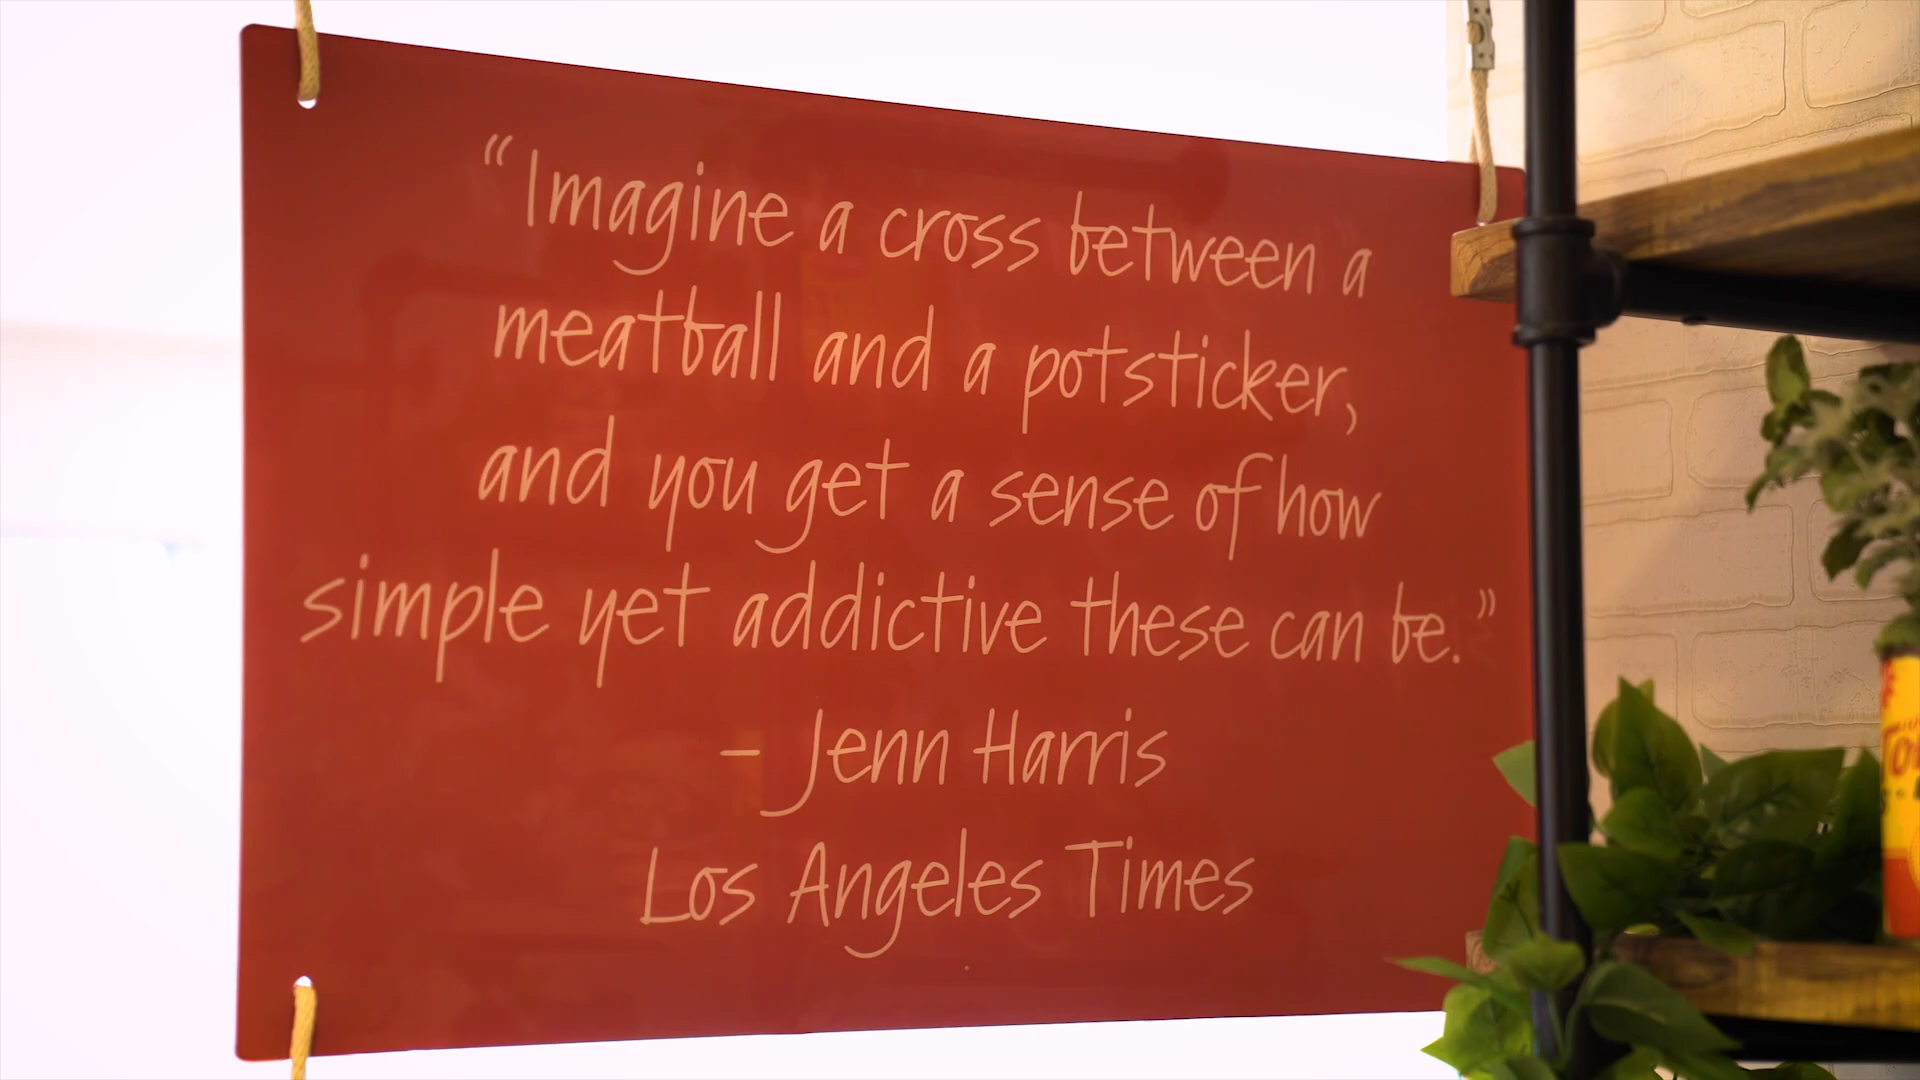 “Imagine a cross between a
meatball and a potsticker,
and you get a sense of how
simple yet addictive these can be.”
– Jenn Harris
Los Angeles Times